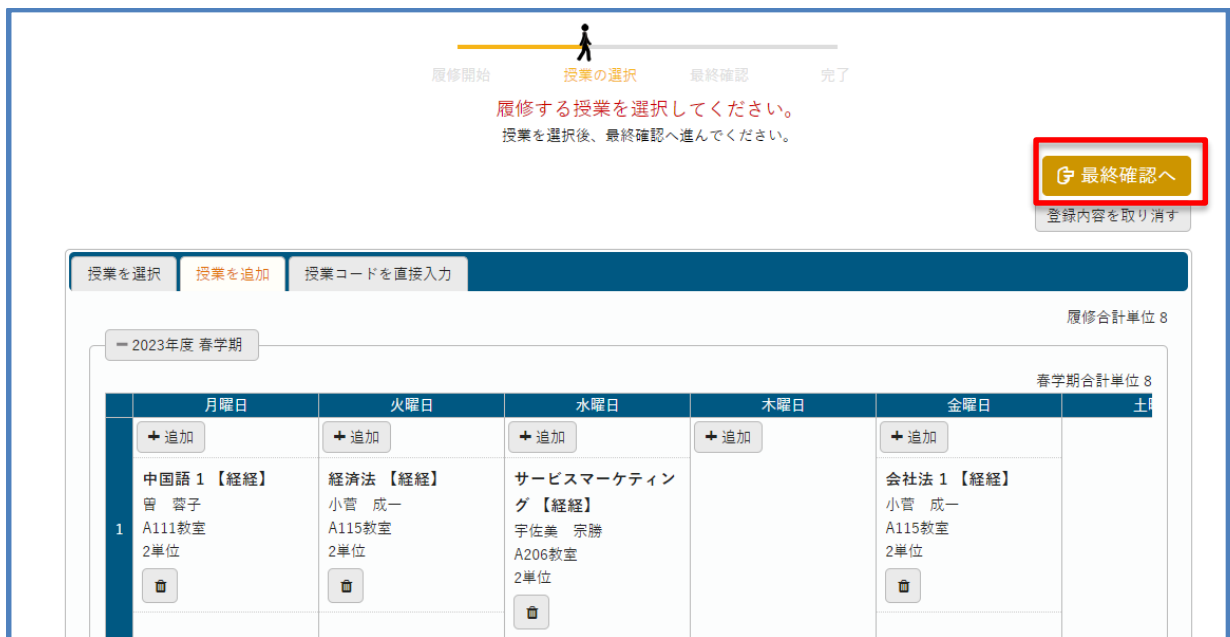 履修開始 授業の選択 最終確認 完了
履修する授業を選択してください。
授業を選択後、最終確認へ進んでください。
最終確認へ
登録内容を取り消す
授業を選択 授業を追加 授業コードを直接入力
履修合計単位 8
2023年度 春学期
春学期合計単位 8
月曜日 火曜日 水曜日 木曜日 金曜日 土
追加 追加 追加 追加 追加
1
中国語 1 【経経】
曽 蓉子
A111教室
2単位
経済法 【経経】
小菅 成一
A115教室
2単位
サービスマーケティン
グ 【経経】
宇佐美 宗勝
A206教室
2単位
会社法 1 【経経】
小菅 成一
A115教室
2単位